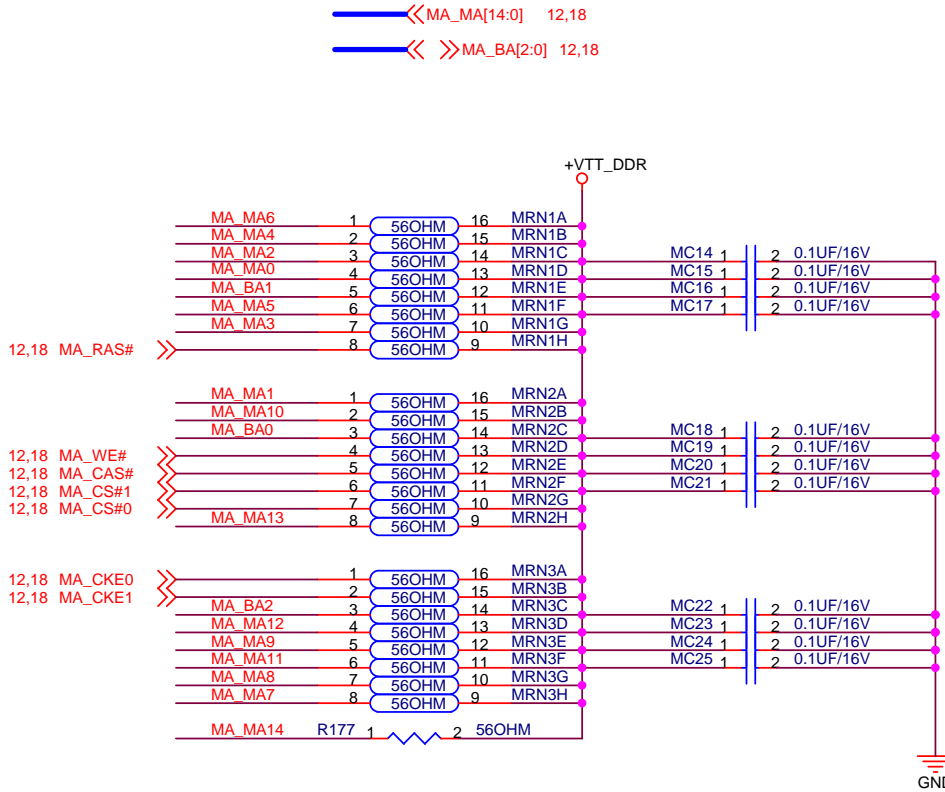 MA_MA[14:0] 12,18
MA_BA[2:0] 12,18
+VTT_DDR
MA_MA6 1 56OHM 16 MRN1A
MA_MA4 2 15 MRN1B
MA_MA2 3 56OHM 14 MRN1C MC14 1 2 0.1UF/16V
MA_MA0 4 56OHM 13 MRN1D MC15 1 2 0.1UF/16V
MA_BA1 5 56OHM 12 MRN1E MC16 1 2 0.1UF/16V
MA_MA5 6 56OHM 11 MRN1F MC17 1 2 0.1UF/16V
MA_MA3 7 56OHM 10 MRN1G
12,18 MA_RAS# 8 56OHM 9 MRN1H
MA_MA1 1 56OHM 16 MRN2A
MA_MA10 2 56OHM 15 MRN2B
MA_BA0 3 56OHM 14 MRN2C MC18 1 2 0.1UF/16V
12,18 MA_WE# 4 56OHM 13 MRN2D MC19 1 2 0.1UF/16V
12,18 MA_CAS# 5 56OHM 12 MRN2E MC20 1 2 0.1UF/16V
12,18 MA_CS#1 6 56OHM 11 MRN2F MC21 1 2 0.1UF/16V
12,18 MA_CS#0 7 56OHM 10 MRN2G
MA_MA13 8 56OHM 9 MRN2H
12,18 MA_CKE0 1 56OHM 16 MRN3A
12,18 MA_CKE1 2 56OHM 15 MRN3B
MA_BA2 3 56OHM 14 MRN3C MC22 1 2 0.1UF/16V
MA_MA12 4 56OHM 13 MRN3D MC23 1 2 0.1UF/16V
MA_MA9 5 56OHM 12 MRN3E MC24 1 2 0.1UF/16V
MA_MA11 6 56OHM 11 MRN3F MC25 1 2 0.1UF/16V
MA_MA8 7 56OHM 10 MRN3G
MA_MA7 8 56OHM 9 MRN3H
MA_MA14 R177 1 2 56OHM
GND